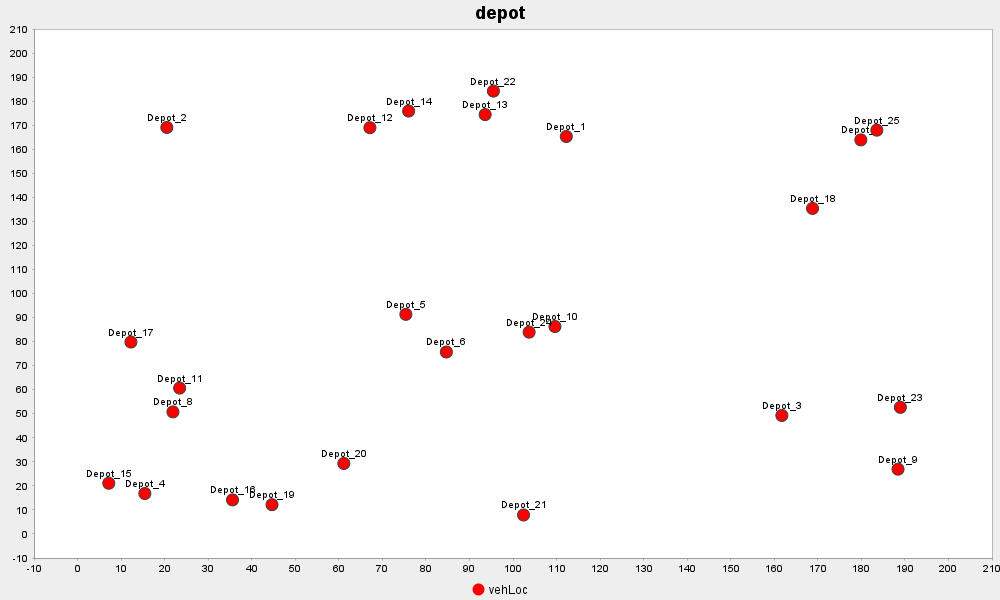 depot
210
200
190
180
170
160
150
140
130
120
110
100
90
80
70
60
50
40
30
20
10
0
-10
Depot_22
Depot_14
Depot_13
Depot_2
Depot_12
Depot_1
Depot_25
Depot_18
Depot_5
Depot_10
Depot_17
Depot_6
Depot_11
Depot_8
Depot_3
Depot_23
Depot_20
Depot_9
Depot_15
Depot_4
Depot_19
Depot_21
-10 0 10 20 30 40 50 60 70 80 90 100 110 120 130 140 150 160 170 180 190 200 210
vehLoc